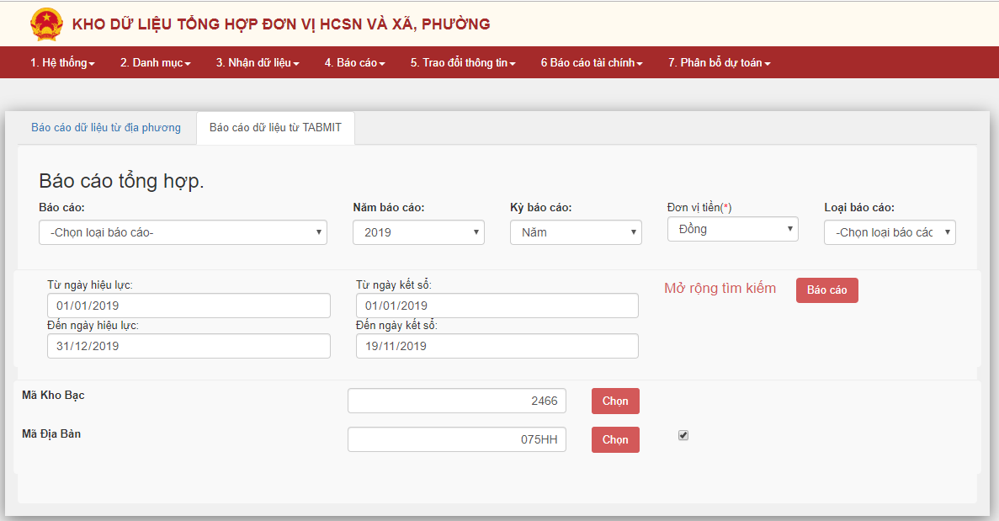 KHO DỮ LIỆU TỔNG HỢP ĐƠN VỊ HCSN VÀ XÃ, PHƯỜNG
1. Hệ thống 2. Danh mục 3. Nhận dữ liệu 4. Báo cáo 5. Trao đổi thông tin 6 Báo cáo tài chính 7. Phân bổ dự toán
Báo cáo dữ liệu từ địa phương Báo cáo dữ liệu từ TABMIT
Báo cáo tổng hợp.
Báo cáo: Năm báo cáo: Kỳ báo cáo: Đơn vị tiền(*) Loại báo cáo:
-Chọn loại báo cáo- 2019 Năm Đồng -Chọn loại báo các
Từ ngày hiệu lực: Từ ngày kết sổ: Mở rộng tìm kiếm Báo cáo
01/01/2019 01/01/2019
Đến ngày hiệu lực: Đến ngày kết sổ:
31/12/2019 19/11/2019
Mã Kho Bạc 2466 Chọn
Mã Địa Bàn 075HH Chọn